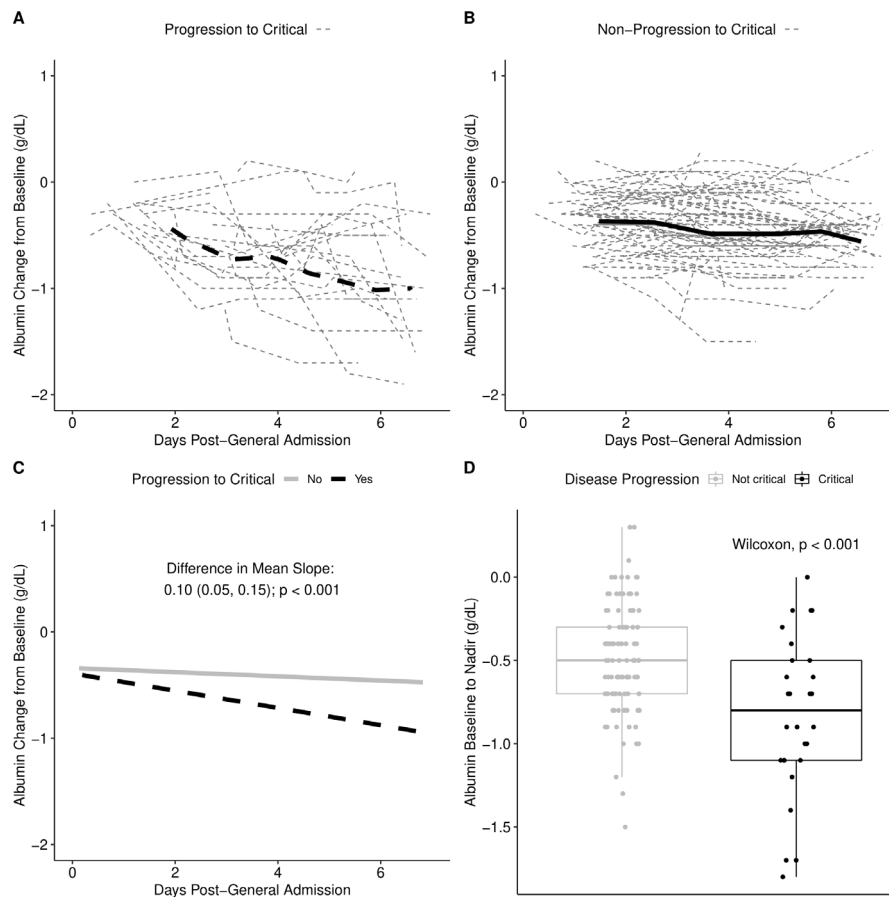 A
Progression to Critical
Albumin Change from Baseline (g/dL)
1
0
−1
−2
0 2 4 6
Days Post−General Admission
B
Non−Progression to Critical
Albumin Change from Baseline (g/dL)
1
0
−1
−2
0 2 4 6
Days Post−General Admission
C
Progression to Critical No Yes
Albumin Change from Baseline (g/dL)
1
0
−1
−2
Difference in Mean Slope:
0.10 (0.05, 0.15); p < 0.001
0 2 4 6
Days Post−General Admission
D
Disease Progression Not critical Critical
Albumin Baseline to Nadir (g/dL)
Wilcoxon, p < 0.001
0.0
−0.5
−1.0
−1.5